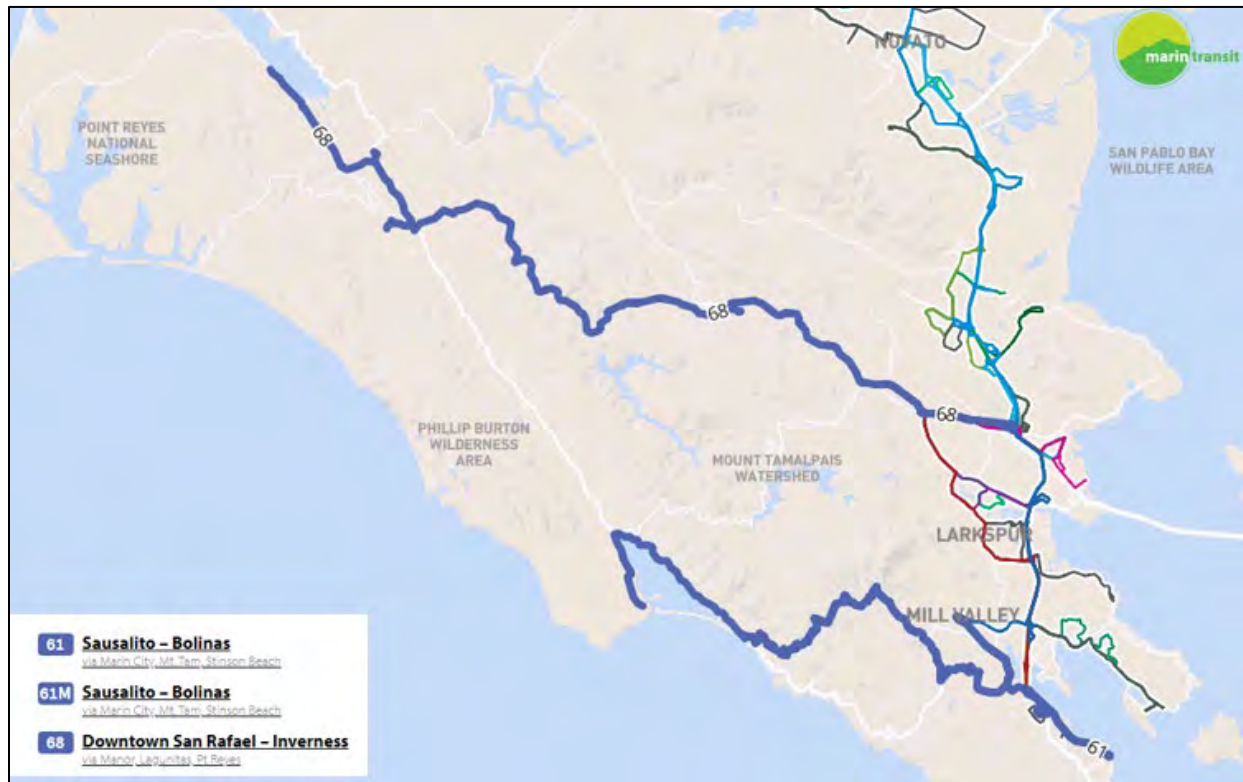 NOVATO
marintransit
POINT REYES
NATIONAL
SEASHORE
SAN PABLO BAY
WILDLIFE AREA
68
68
68
PHILLIP BURTON
WILDERNESS
AREA
MOUNT TAMALPAIS
WATERSHED
LARKSPUR
MILL VALLEY
61
61 Sausalito – Bolinas
via Marin City, Mt. Tam, Stinson Beach
61M Sausalito – Bolinas
via Marin City, Mt. Tam, Stinson Beach
68 Downtown San Rafael – Inverness
via Manor, Lagunitas, Pt Reyes